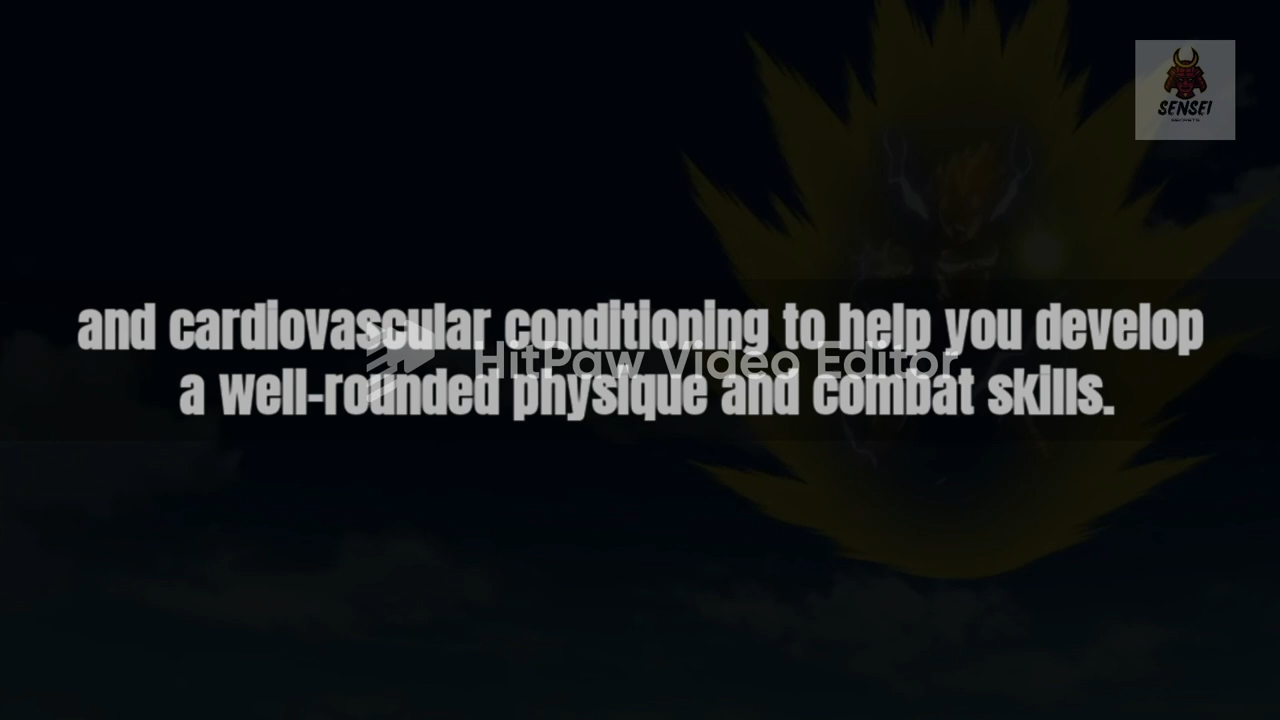 SENSEI
and cardiovascular conditioning to help you develop
HitPaw Video Editor
a well-rounded physique and combat skills.